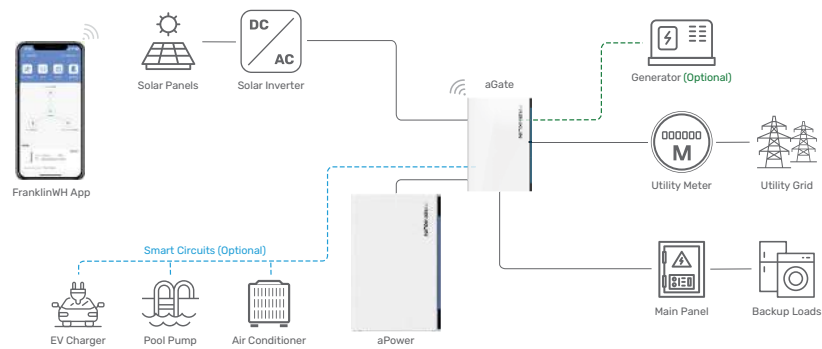 DC
AC
Solar Panels
Solar Inverter
aGate
Generator (Optional)
M
Utility Meter
Utility Grid
FranklinWH App
Smart Circuits (Optional)
EV Charger
Pool Pump
Air Conditioner
aPower
Main Panel
Backup Loads